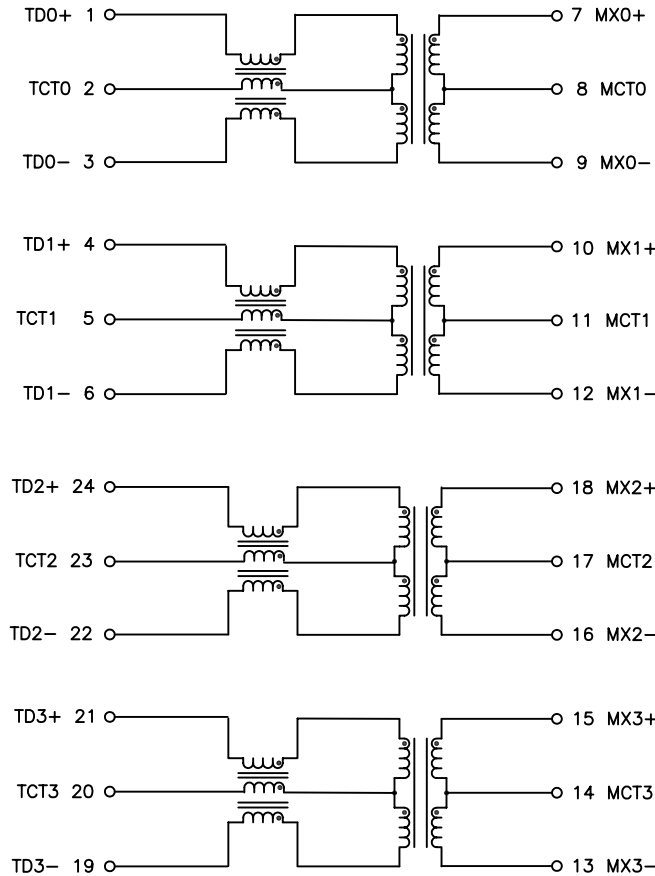 TD0+ 1 7 MX0+
TCT0 2 8 MCT0
TD0− 3 9 MX0−
TD1+ 4 10 MX1+
TCT1 5 11 MCT1
TD1− 6 12 MX1−
TD2+ 24 18 MX2+
TCT2 23 17 MCT2
TD2− 22 16 MX2−
TD3+ 21 15 MX3+
TCT3 20 14 MCT3
TD3− 19 13 MX3−